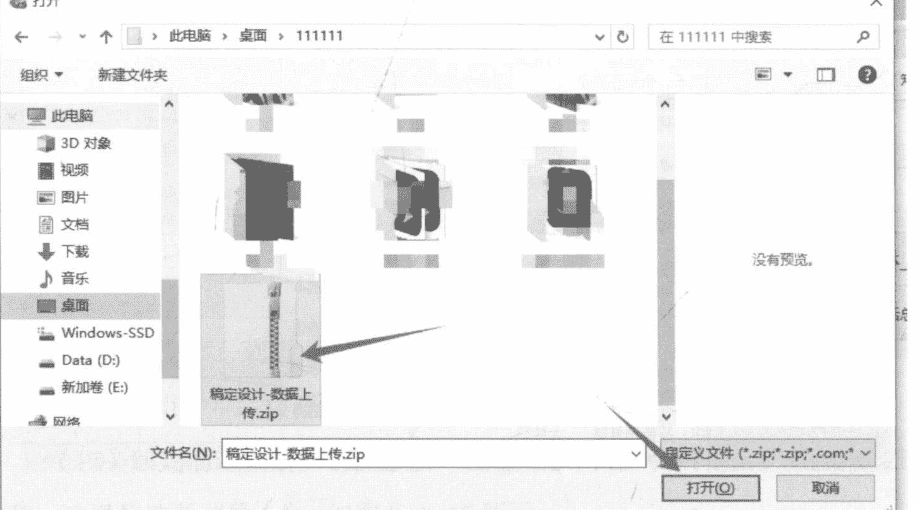 打开
此电脑 > 桌面 > 111111
在 111111 中搜索
组织
新建文件夹
此电脑
3D 对象
视频
图片
文档
下载
音乐
桌面
Windows-SSD
Data (D:)
新加卷 (E:)
网络
稿定设计-数据上
传.zip
没有预览。
文件名(N):
稿定设计-数据上传.zip
自定义文件 (*.zip;*.zip;*.com;*
打开(O)
取消